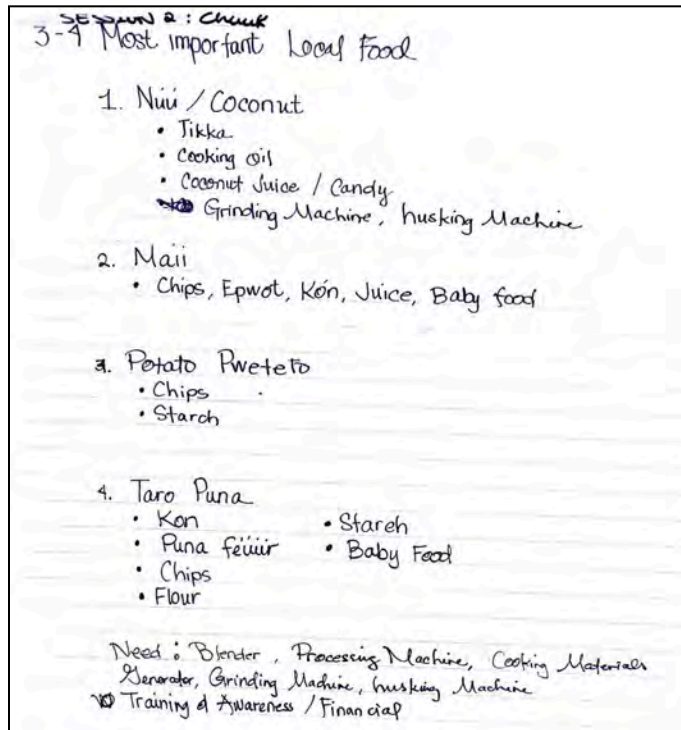 SESSION 2: Chuuk
3-4 Most important Local Food
1. Núú / Coconut
• Tikka
• Cooking Oil
• Coconut Juice / Candy
Grinding Machine, husking Machine
2. Maii
• Chips, Epwot, Kón, Juice, Baby food
3. Potato Pweteto
• Chips
• Starch
4. Taro Puna
• Kon
• Starch
• Puna féüür
• Baby Food
• Chips
• Flour
Need: Blender, Processing Machine, Cooking Materials
Generator, Grinding Machine, husking Machine
Training & Awareness / Financial